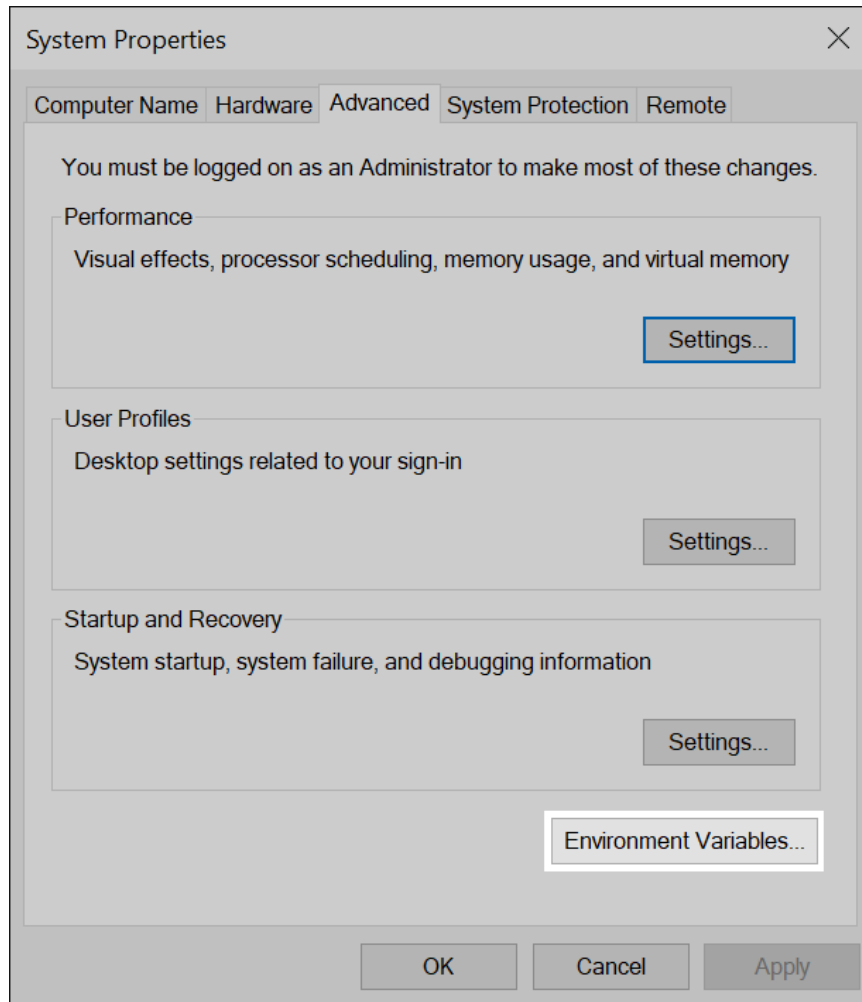 System Properties
Computer Name Hardware Advanced System Protection Remote
You must be logged on as an Administrator to make most of these changes.
Performance
Visual effects, processor scheduling, memory usage, and virtual memory
Settings...
User Profiles
Desktop settings related to your sign-in
Settings...
Startup and Recovery
System startup, system failure, and debugging information
Settings...
Environment Variables...
OK Cancel Apply